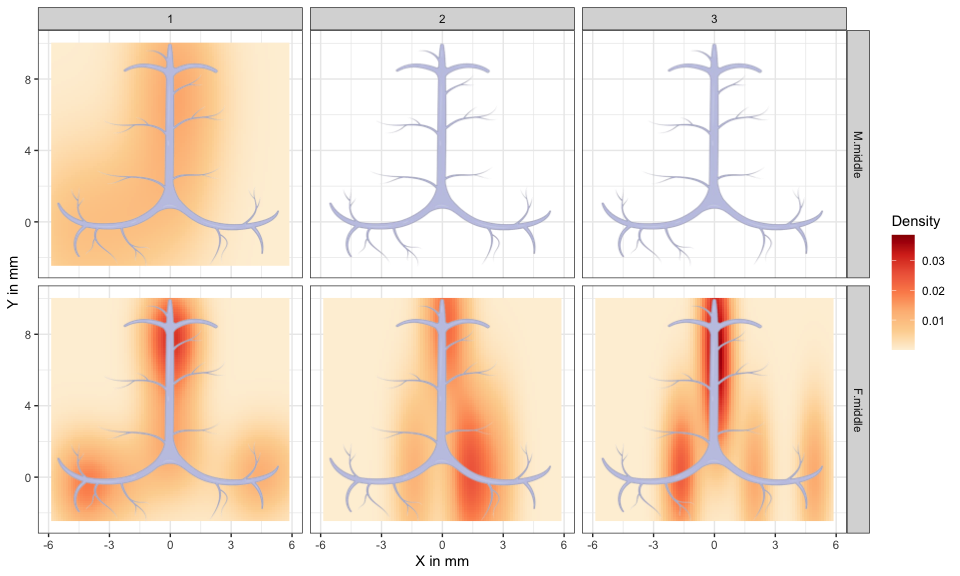 1 2 3
8
4
0
M.middle
Y in mm
8
4
0
F.middle
-6 -3 0 3 6 -6 -3 0 3 6 -6 -3 0 3 6
X in mm
Density
0.03
0.02
0.01